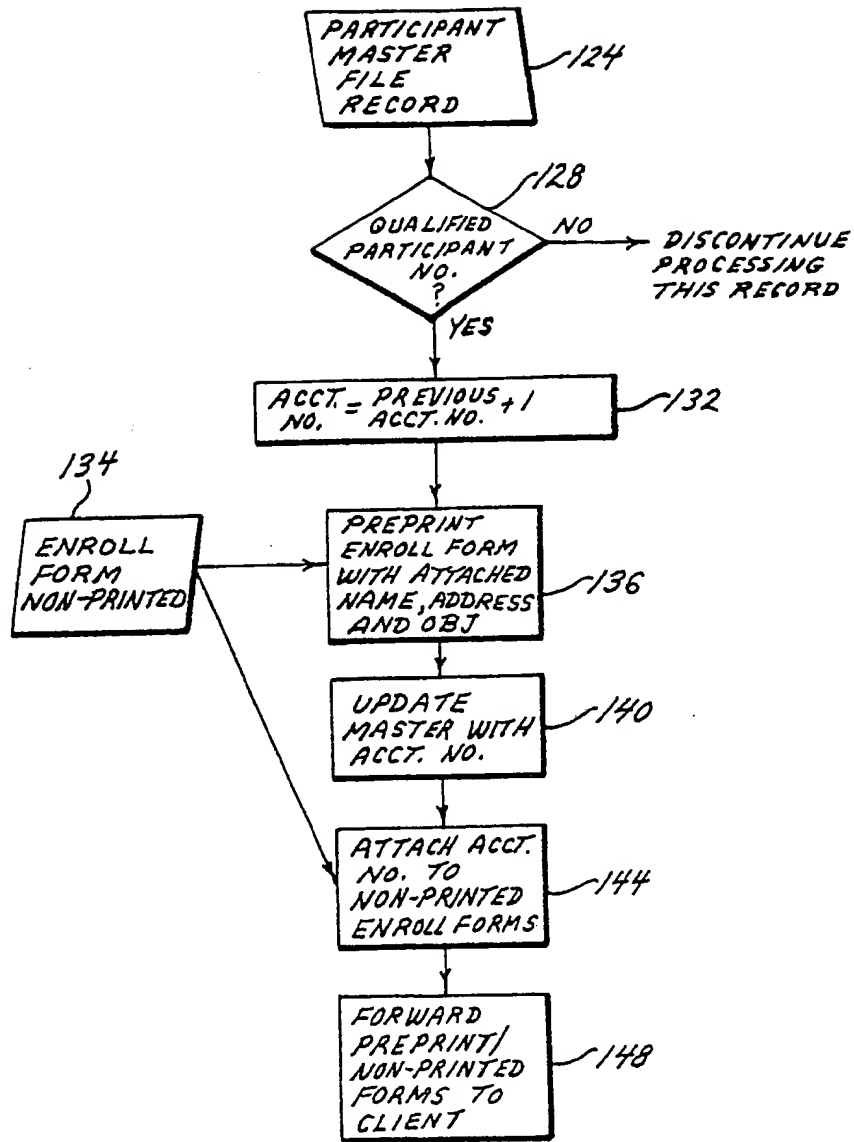 PARTICIPANT
MASTER
FILE
RECORD
124
128
QUALIFIED
PARTICIPANT
NO.
?
NO
DISCONTINUE
PROCESSING
THIS RECORD
YES
ACCT. NO. = PREVIOUS ACCT. NO. + 1
132
134
ENROLL
FORM
NON-PRINTED
PREPRINT
ENROLL FORM
WITH ATTACHED
NAME, ADDRESS
AND OBJ
136
UPDATE
MASTER WITH
ACCT. NO.
140
ATTACH ACCT.
NO. TO
NON-PRINTED
ENROLL FORMS
144
FORWARD
PREPRINT/
NON-PRINTED
FORMS TO
CLIENT
148